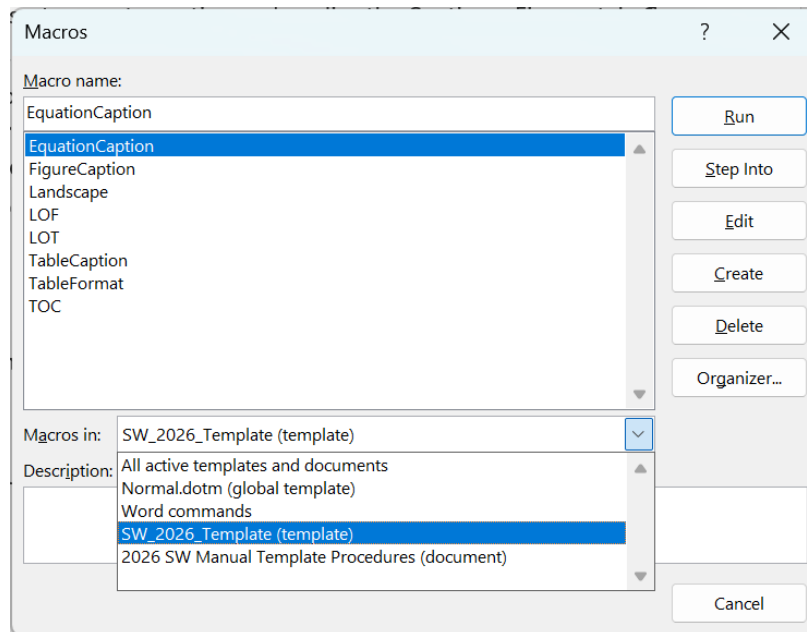 Macros ?
Macro name:
EquationCaption
Run
EquationCaption
FigureCaption
Landscape
LOF
LOT
TableCaption
TableFormat
TOC
Step Into
Edit
Create
Delete
Organizer...
Macros in: SW_2026_Template (template)
All active templates and documents
Normal.dotm (global template)
Word commands
SW_2026_Template (template)
2026 SW Manual Template Procedures (document)
Description:
Cancel